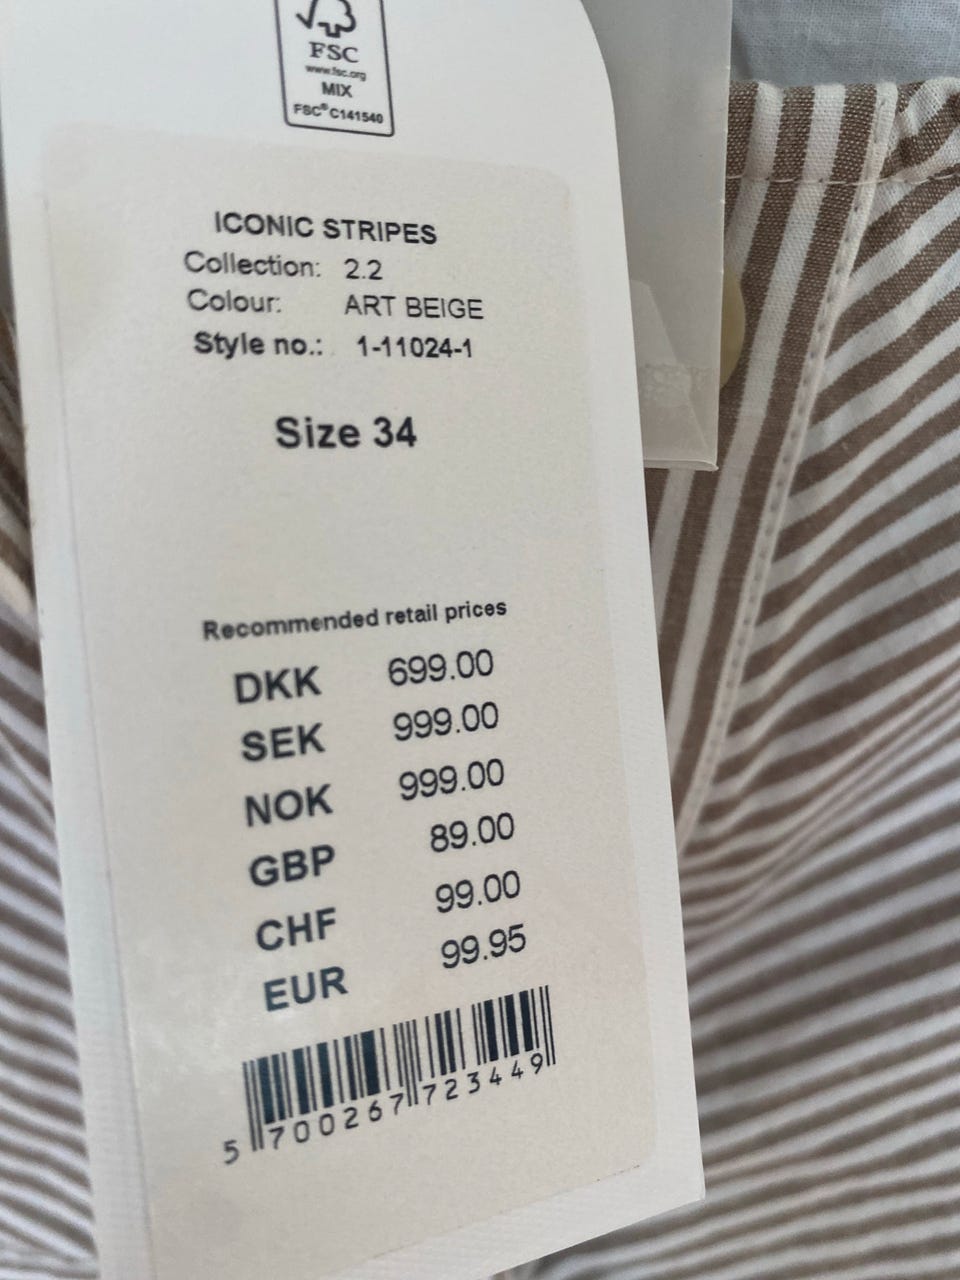 FSC
www.fsc.org
MIX
FSC® C141540
ICONIC STRIPES
Collection: 2.2
Colour: ART BEIGE
Style no.: 1-11024-1
Size 34
Recommended retail prices
DKK 699.00
SEK 999.00
NOK 999.00
GBP 89.00
CHF 99.00
EUR 99.95
5 700267 723449